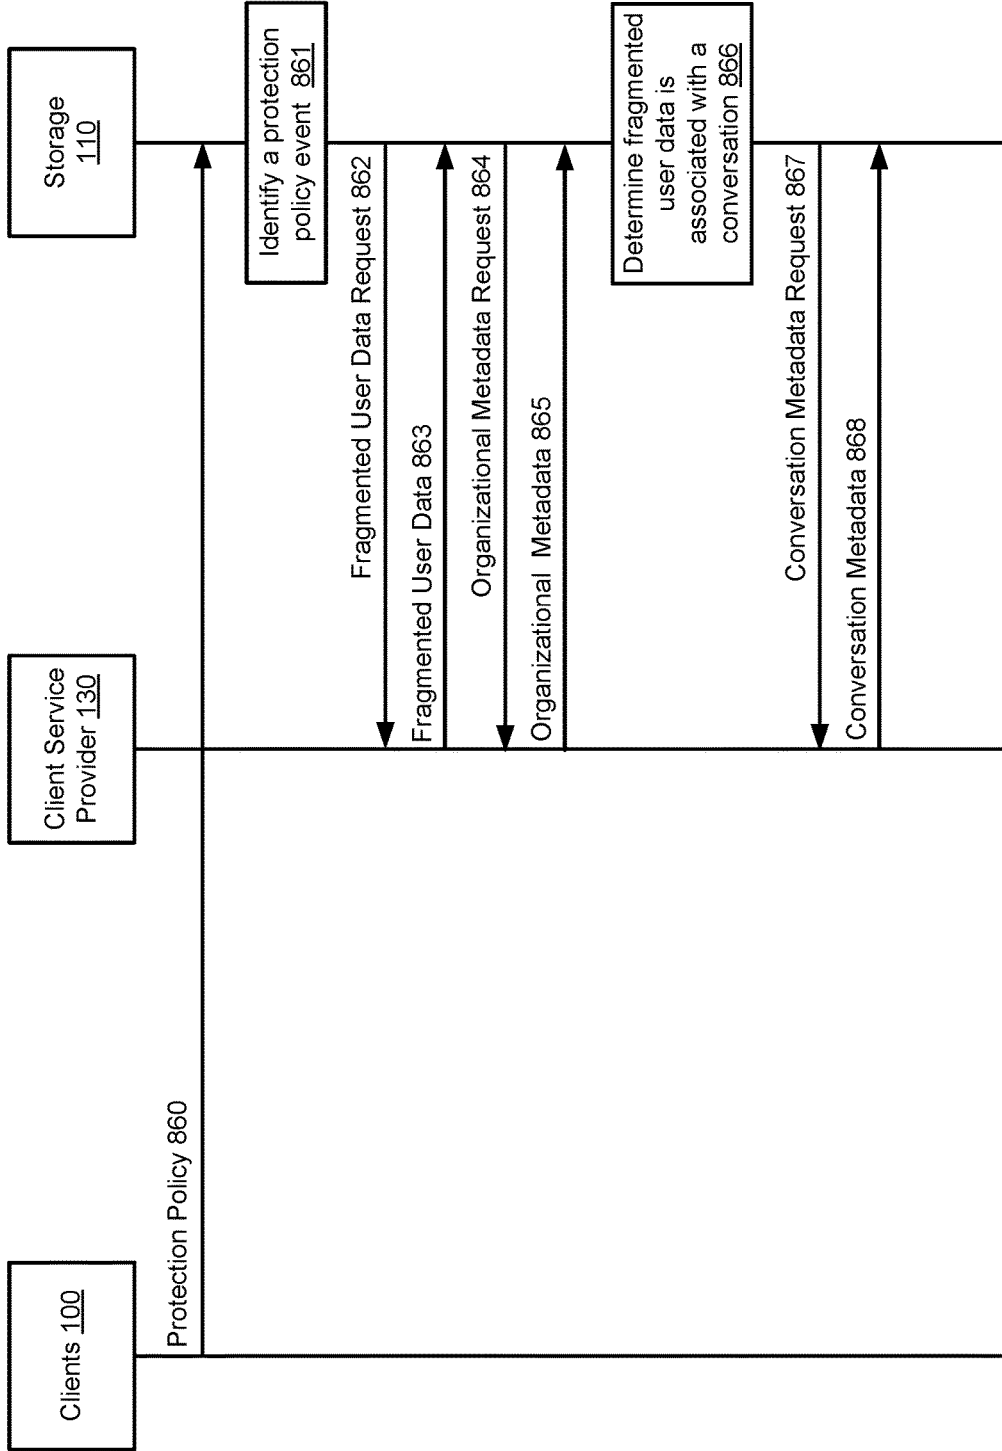 Clients 100
Client Service
Provider 130
Storage
110
Protection Policy 860
Identify a protection
policy event 861
Fragmented User Data Request 862
Fragmented User Data 863
Organizational Metadata Request 864
Organizational Metadata 865
Determine fragmented
user data is
associated with a
conversation 866
Conversation Metadata Request 867
Conversation Metadata 868